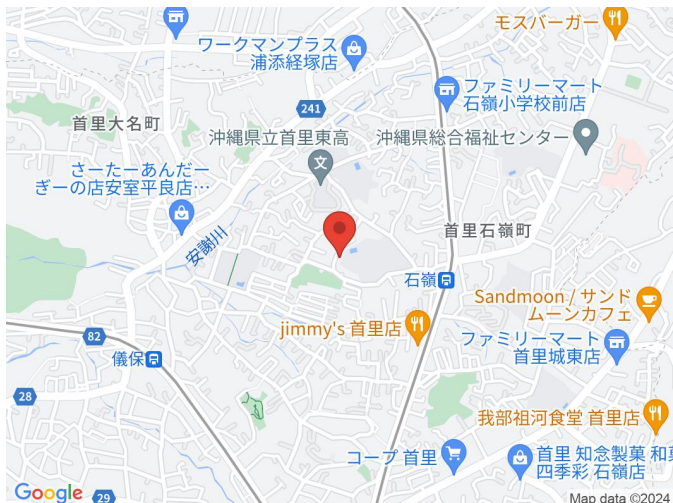 モスバーガー
ワークマンプラス
浦添経塚店
ファミリーマート
石嶺小学校前店
241
首里大名町
沖縄県立首里東高
文
沖縄県総合福祉センター
さーたーあんだー
ぎーの店安室平良店…
安謝川
首里石嶺町
石嶺
Sandmoon / サンド
ムーンカフェ
jimmy's 首里店
82
儀保
ファミリーマート
首里城東店
28
我部祖河食堂 首里店
コープ 首里
首里 知念製菓 和菓
四季彩 石嶺店
Google
29
Map data ©2024